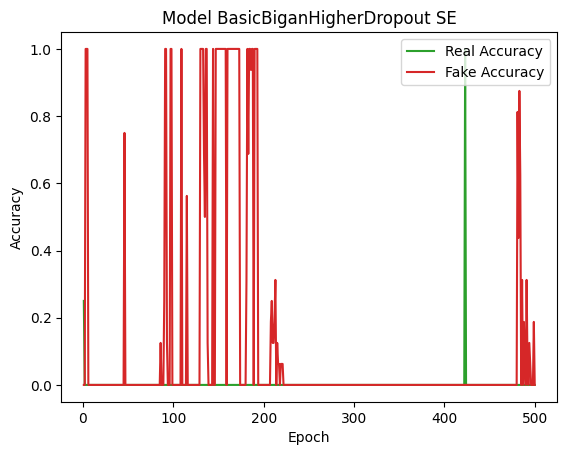 Model BasicBiganHigherDropout SE
Real Accuracy
Fake Accuracy
Accuracy
1.0
0.8
0.6
0.4
0.2
0.0
0 100 200 300 400 500
Epoch